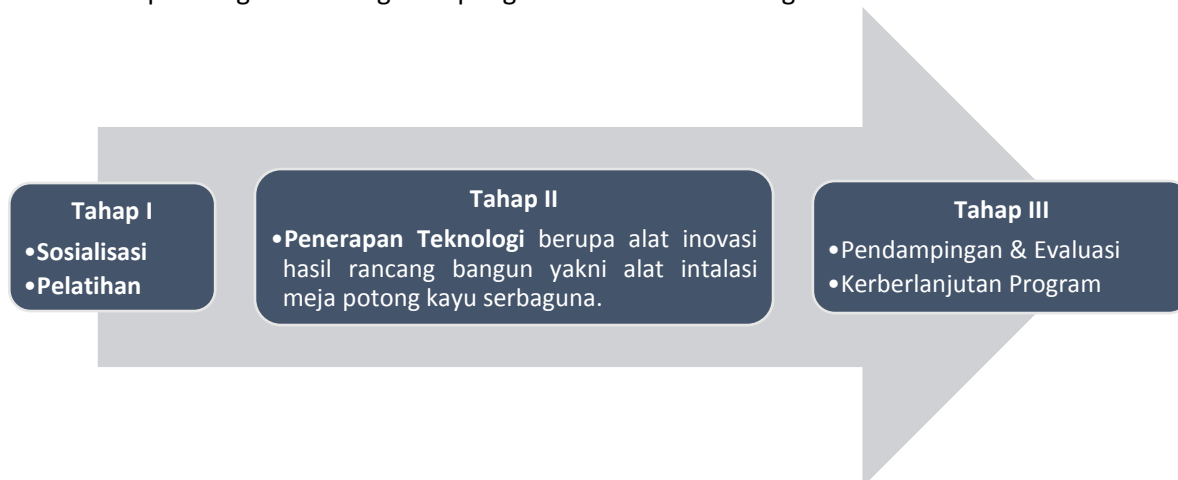 Tahap I
•Sosialisasi
•Pelatihan
Tahap II
•Penerapan Teknologi berupa alat inovasi
hasil rancang bangun yakni alat intalasi
meja potong kayu serbaguna.
Tahap III
•Pendampingan & Evaluasi
•Kerberlanjutan Program